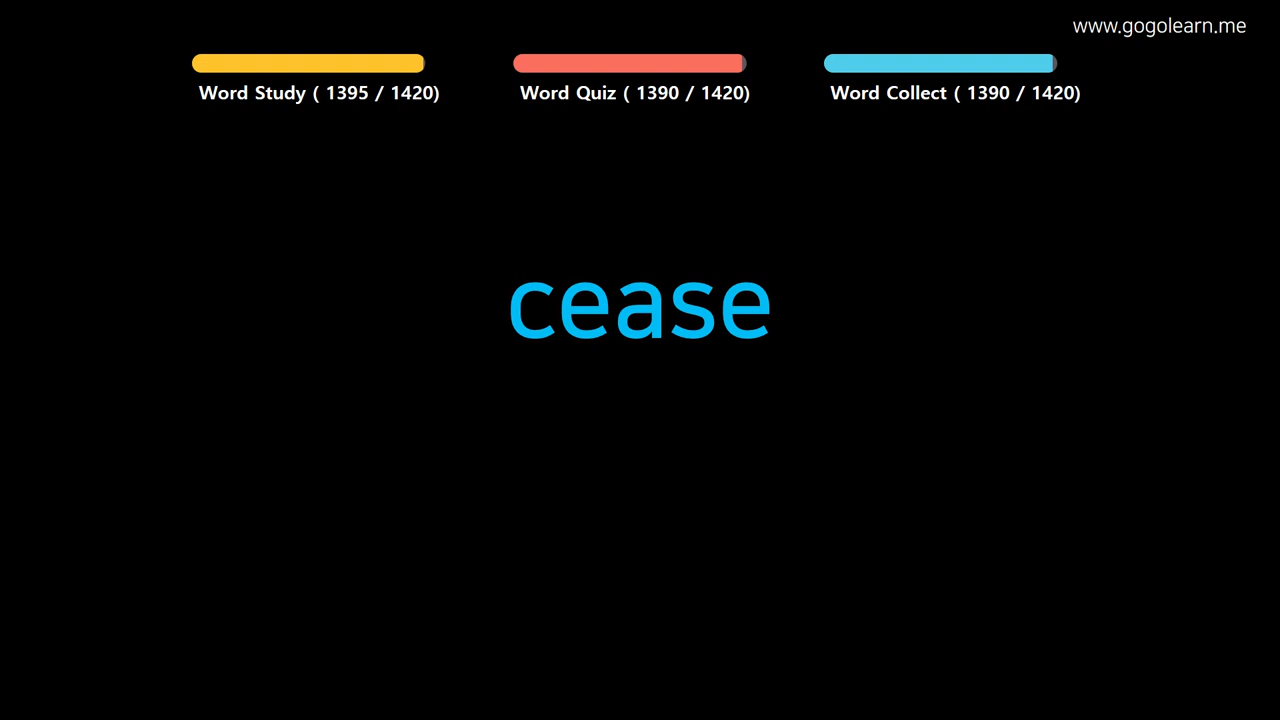 www.gogolearn.me
Word Study ( 1395 / 1420)
Word Quiz ( 1390 / 1420)
Word Collect ( 1390 / 1420)
cease